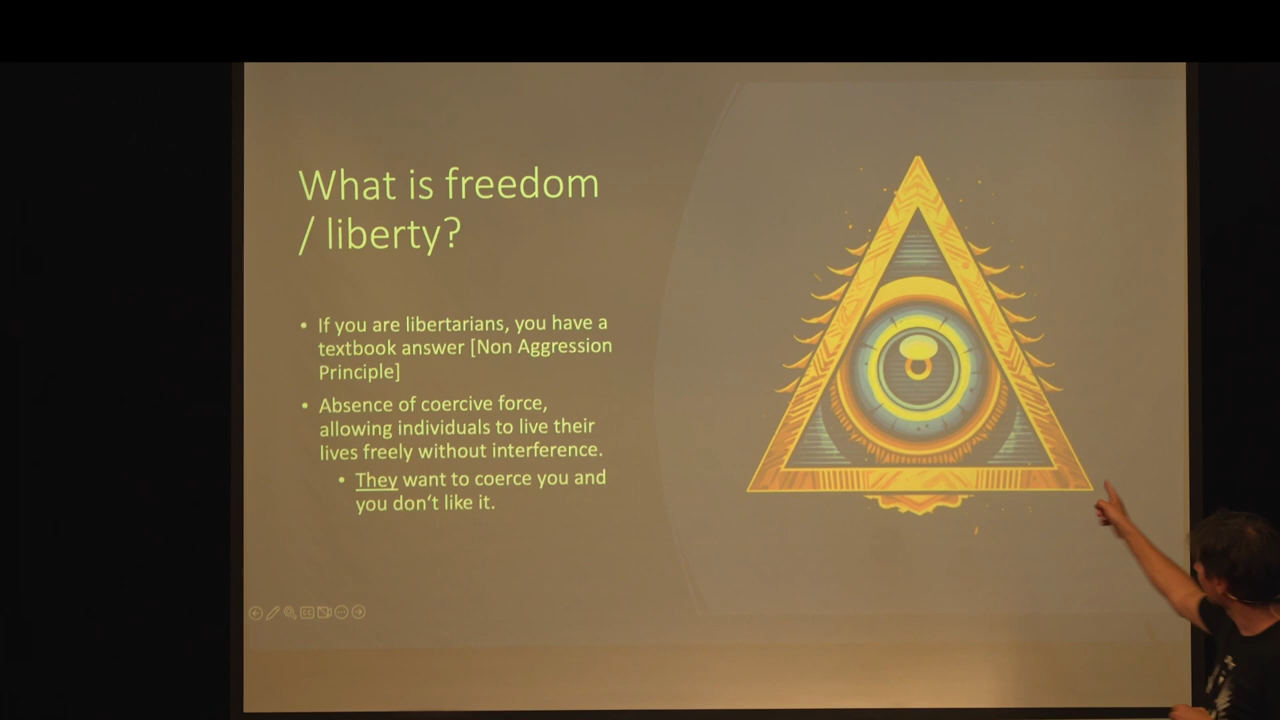 What is freedom
/ liberty?
• If you are libertarians, you have a
textbook answer [Non Aggression
Principle]
• Absence of coercive force,
allowing individuals to live their
lives freely without interference.
• They want to coerce you and
you don‘t like it.